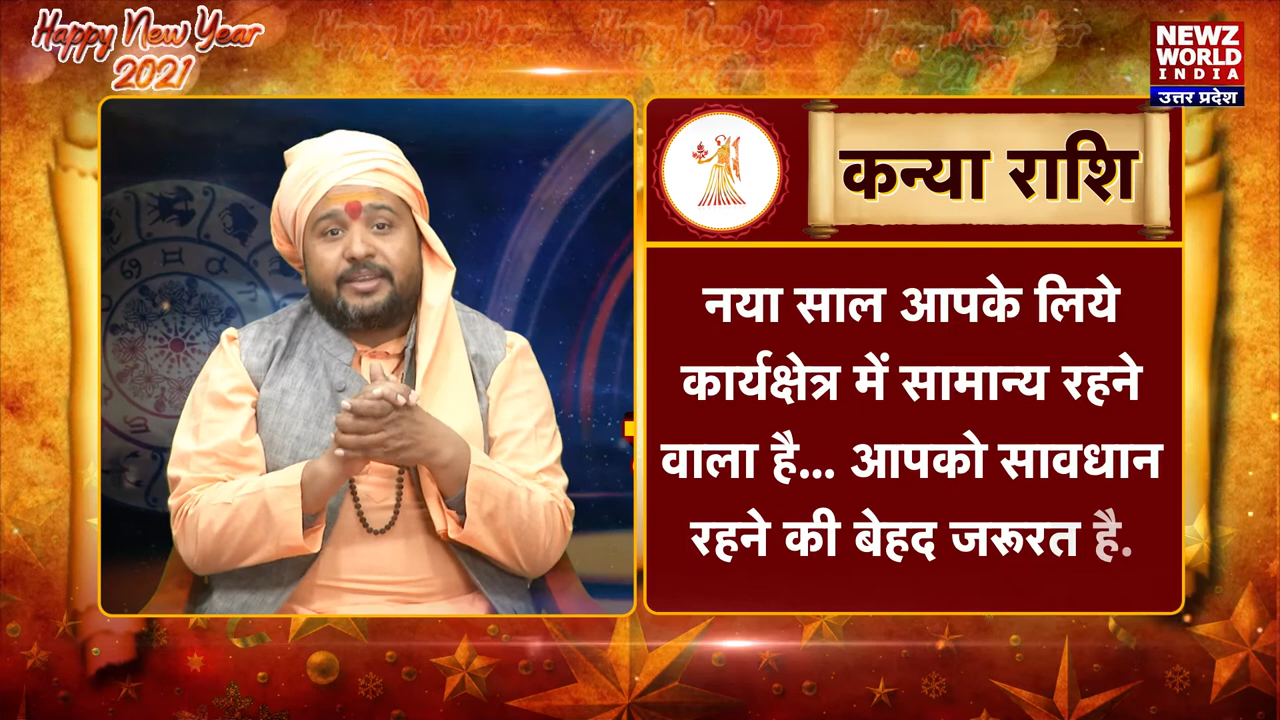 Happy New Year
2021
NEWZ
WORLD
INDIA
उत्तर प्रदेश
कन्या राशि
नया साल आपके लिये
कार्यक्षेत्र में सामान्य रहने
वाला है... आपको सावधान
रहने की बेहद जरूरत है.